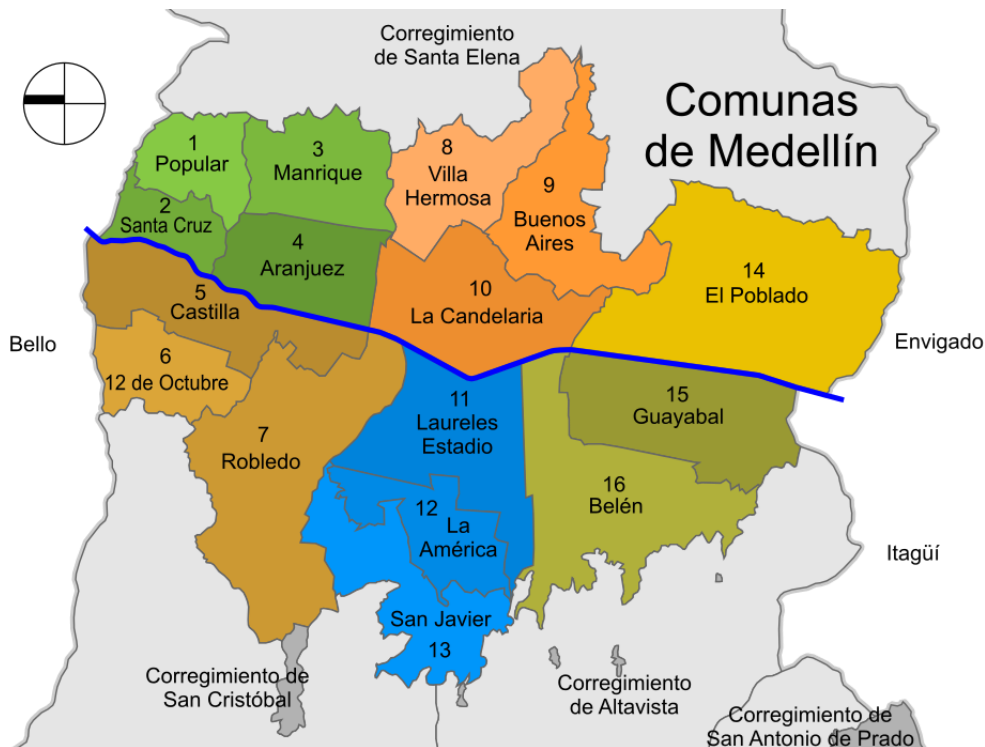 Corregimiento
de Santa Elena
Comunas
de Medellín
1
Popular
3
Manrique
8
Villa
Hermosa
9
Buenos
Aires
2
Santa Cruz
4
Aranjuez
14
El Poblado
5
Castilla
10
La Candelaria
Bello
Envigado
6
12 de Octubre
11
Laureles
Estadio
15
Guayabal
7
Robledo
16
Belén
12
La
América
Itagüí
San Javier
13
Corregimiento de
San Cristóbal
Corregimiento
de Altavista
Corregimiento de
San Antonio de Prado